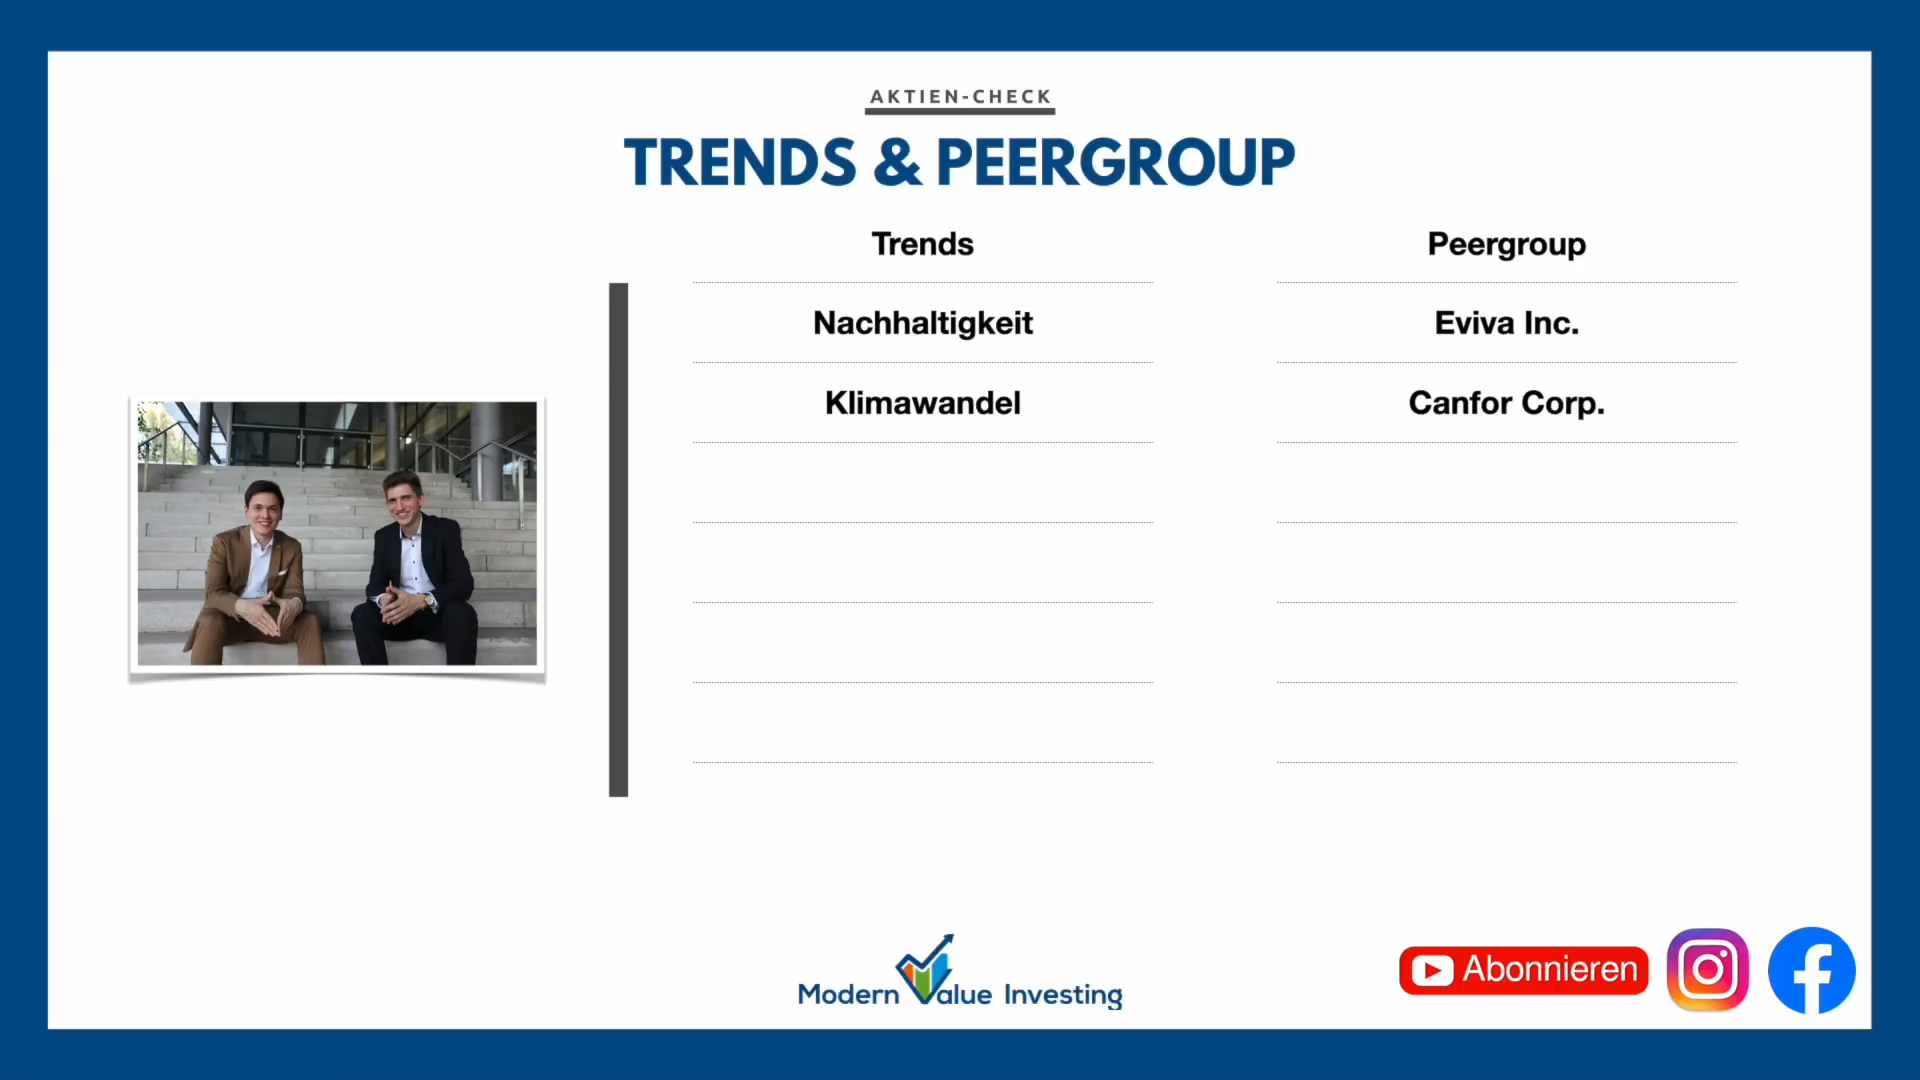 AKTIEN-CHECK
TRENDS & PEERGROUP
Trends
Peergroup
Nachhaltigkeit
Eviva Inc.
Klimawandel
Canfor Corp.
Modern Value Investing
Abonnieren